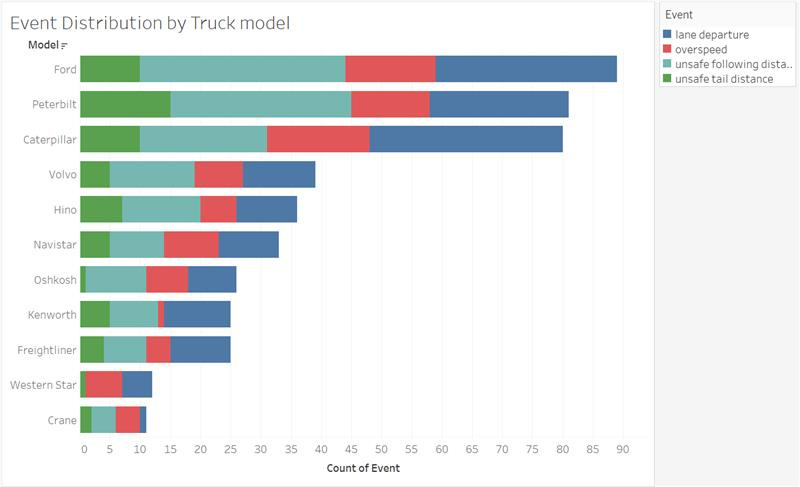 Event Distribution by Truck model
Model
Ford
Peterbilt
Caterpillar
Volvo
Hino
Navistar
Oshkosh
Kenworth
Freightliner
Western Star
Crane
0 5 10 15 20 25 30 35 40 45 50 55 60 65 70 75 80 85 90
Count of Event
Event
lane departure
overspeed
unsafe following dista..
unsafe tail distance